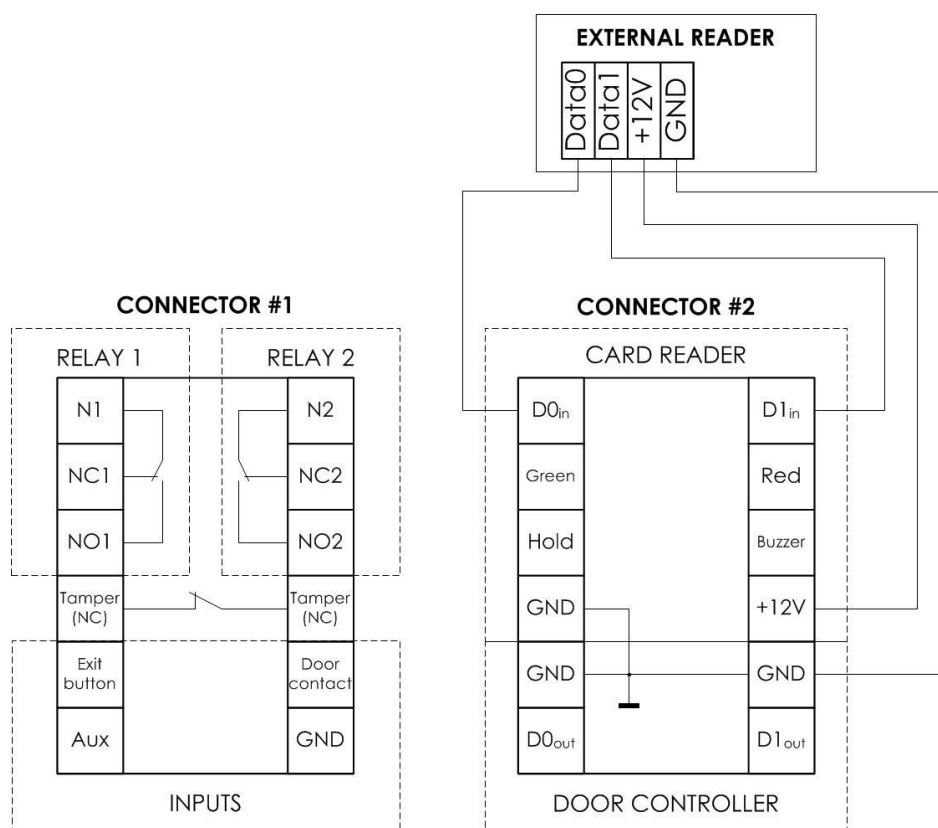 EXTERNAL READER
Data0
Data1
+12V
GND
CONNECTOR #1
RELAY 1
RELAY 2
N1
N2
NC1
NC2
NO1
NO2
Tamper
(NC)
Tamper
(NC)
Exit
button
Door
contact
Aux
GND
INPUTS
CONNECTOR #2
CARD READER
D0in
D1in
Green
Red
Hold
Buzzer
GND
+12V
GND
GND
D0out
D1out
DOOR CONTROLLER